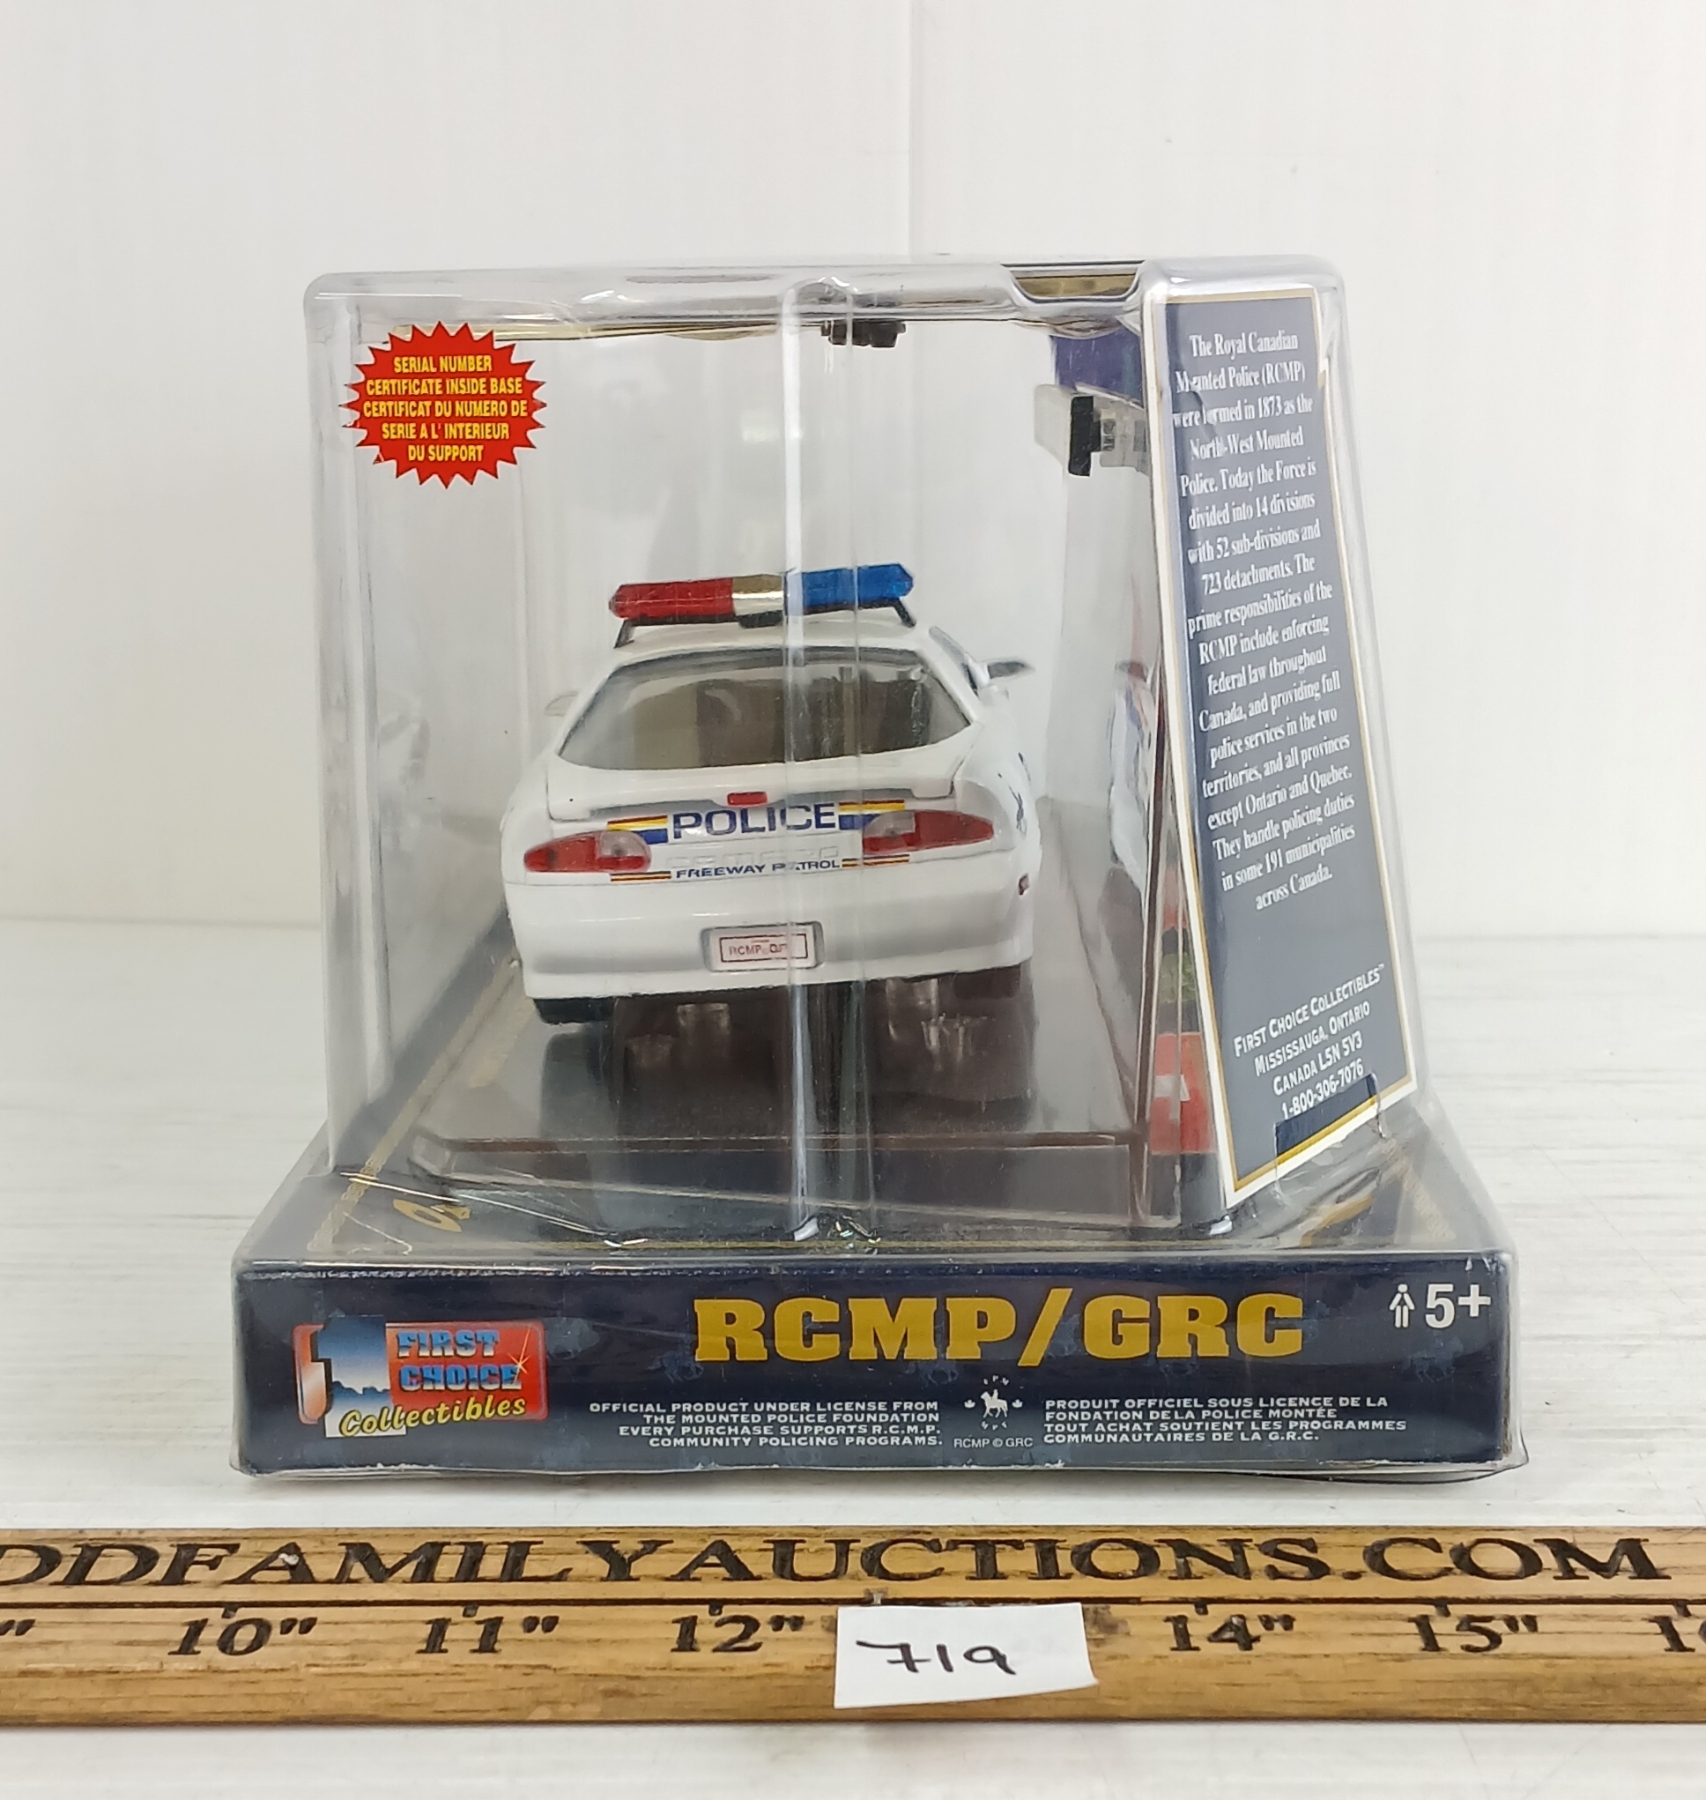 SERIAL NUMBER
CERTIFICATE INSIDE BASE
CERTIFICAT DU NUMERO DE
SERIE A L' INTERIEUR
DU SUPPORT
The Royal Canadian
Mounted Police (RCMP)
were formed in 1873 as the
North-West Mounted
Police. Today the Force is
divided into 14 divisions
with 52 sub-divisions and
723 detachments. The
prime responsibilities of the
RCMP include enforcing
federal law throughout
Canada, and providing full
police services in the two
territories, and all provinces
except Ontario and Quebec.
They handle policing duties
in some 191 municipalities
across Canada.
FIRST CHOICE COLLECTIBLES™
MISSISSAUGA, ONTARIO
CANADA L5N 5V3
1-800-306-7076
POLICE
CAMARO
FREEWAY PATROL
RCMP
RCMP/GRC
5+
1 FIRST
CHOICE
Collectibles
OFFICIAL PRODUCT UNDER LICENSE FROM
THE MOUNTED POLICE FOUNDATION
EVERY PURCHASE SUPPORTS R.C.M.P.
COMMUNITY POLICING PROGRAMS.
RCMP © GRC
PRODUIT OFFICIEL SOUS LICENCE DE LA
FONDATION DE LA POLICE MONTÉE
TOUT ACHAT SOUTIENT LES PROGRAMMES
COMMUNAUTAIRES DE LA G.R.C.
DDFAMILYAUCTIONS.COM
10" 11" 12" 14" 15"
719